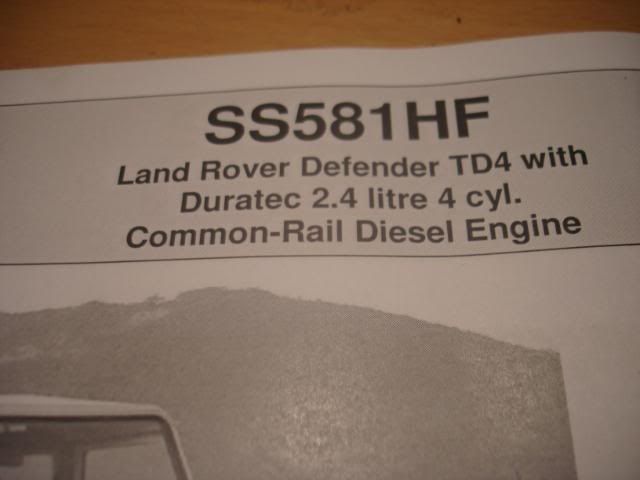 SS581HF
Land Rover Defender TD4 with
Duratec 2.4 litre 4 cyl.
Common-Rail Diesel Engine